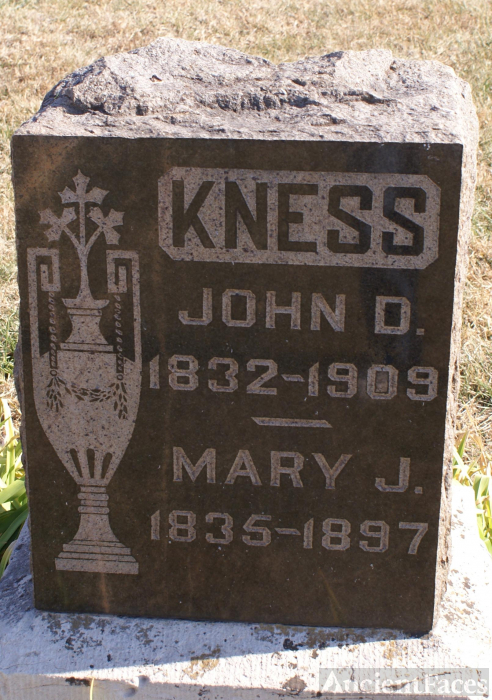 KNESS
JOHN D.
1832-1909
MARY J.
1835-1897
AncientFaces